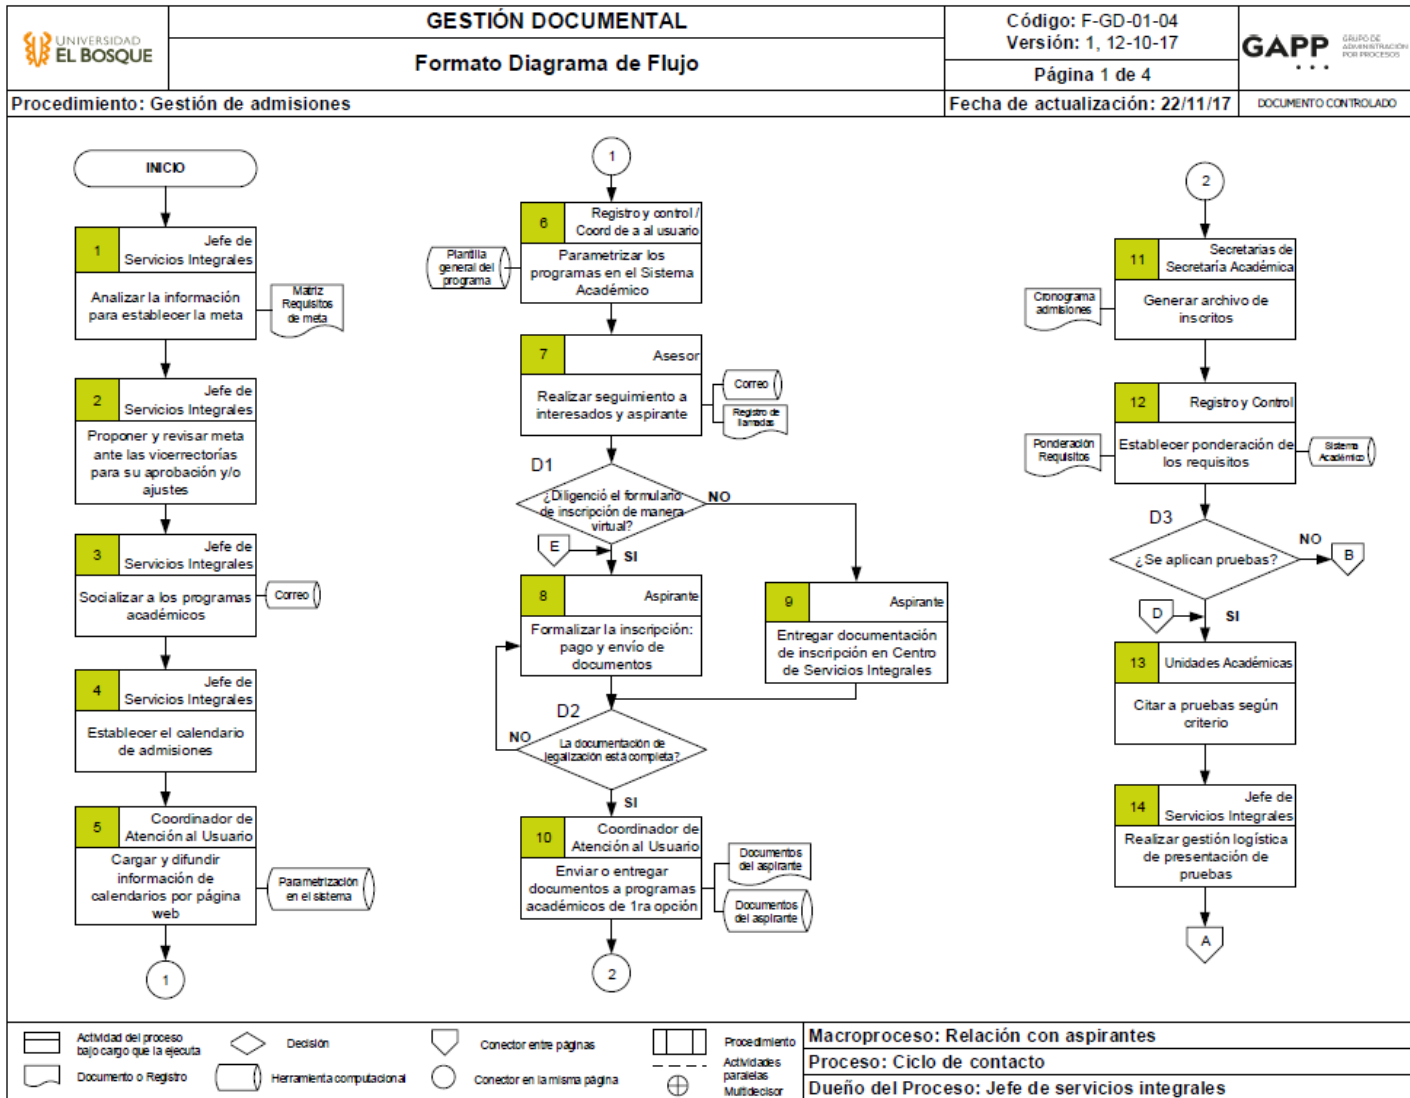 UNIVERSIDAD
EL BOSQUE
GESTIÓN DOCUMENTAL
Formato Diagrama de Flujo
Código: F-GD-01-04
Versión: 1, 12-10-17
Página 1 de 4
GAPP
GRUPO DE
ADMINISTRACIÓN
POR PROCESOS
Procedimiento: Gestión de admisiones
Fecha de actualización: 22/11/17
DOCUMENTO CONTROLADO
INICIO
1
Jefe de
Servicios Integrales
Analizar la información
para establecer la meta
Matriz
Requisitos
de meta
2
Jefe de
Servicios Integrales
Proponer y revisar meta
ante las vicerrectorías
para su aprobación y/o
ajustes
3
Jefe de
Servicios Integrales
Socializar a los programas
académicos
Correo
4
Jefe de
Servicios Integrales
Establecer el calendario
de admisiones
5
Coordinador de
Atención al Usuario
Cargar y difundir
información de
calendarios por página
web
Parametrización
en el sistema
1
1
6
Registro y control /
Coord de a al usuario
Parametrizar los
programas en el Sistema
Académico
Plantilla
general del
programa
7
Asesor
Realizar seguimiento a
interesados y aspirante
Correo
Registro de
llamadas
D1
¿Diligenció el formulario
de inscripción de manera
virtual?
NO
E
SI
8
Aspirante
Formalizar la inscripción:
pago y envío de
documentos
9
Aspirante
Entregar documentación
de inscripción en Centro
de Servicios Integrales
D2
NO
La documentación de
legalización está completa?
SI
10
Coordinador de
Atención al Usuario
Enviar o entregar
documentos a programas
académicos de 1ra opción
Documentos
del aspirante
Documentos
del aspirante
2
2
11
Secretarias de
Secretaría Académica
Generar archivo de
inscritos
Cronograma
admisiones
12
Registro y Control
Establecer ponderación de
los requisitos
Ponderación
Requisitos
Sistema
Académico
D3
¿Se aplican pruebas?
NO
B
D
SI
13
Unidades Académicas
Citar a pruebas según
criterio
14
Jefe de
Servicios Integrales
Realizar gestión logística
de presentación de
pruebas
A
Actividad del proceso
bajo cargo que la ejecuta
Documento o Registro
Decisión
Herramienta computacional
Conector entre páginas
Conector en la misma página
Procedimiento
Actividades
paralelas
Multidecisor
Macroproceso: Relación con aspirantes
Proceso: Ciclo de contacto
Dueño del Proceso: Jefe de servicios integrales